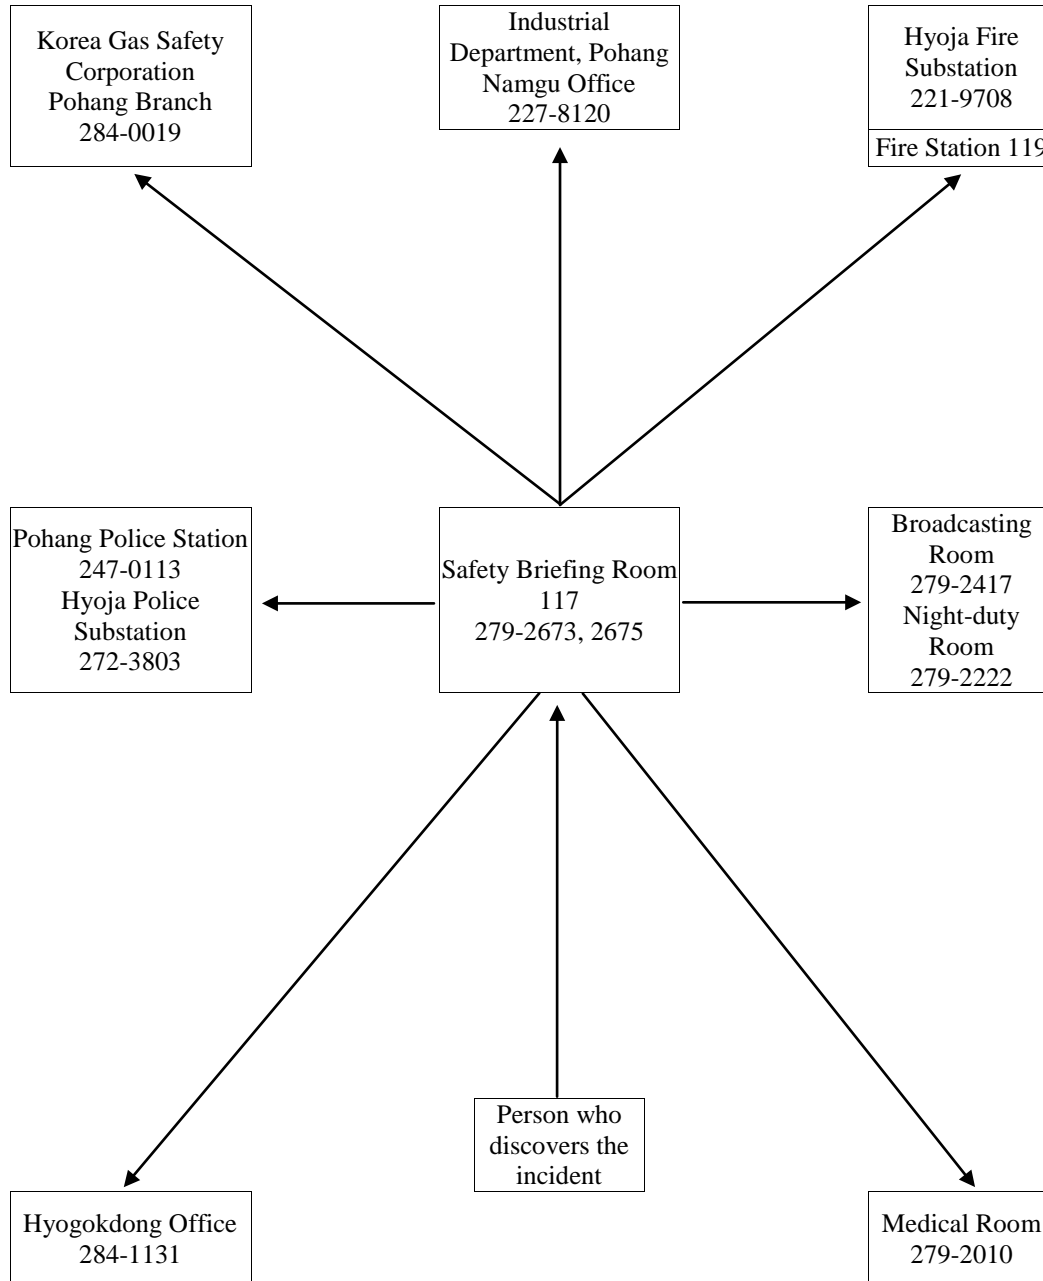 Korea Gas Safety
Corporation
Pohang Branch
284-0019
Industrial
Department, Pohang
Namgu Office
227-8120
Hyoja Fire
Substation
221-9708
Fire Station 119
Pohang Police Station
247-0113
Hyoja Police
Substation
272-3803
Safety Briefing Room
117
279-2673, 2675
Broadcasting
Room
279-2417
Night-duty
Room
279-2222
Person who
discovers the
incident
Hyogokdong Office
284-1131
Medical Room
279-2010